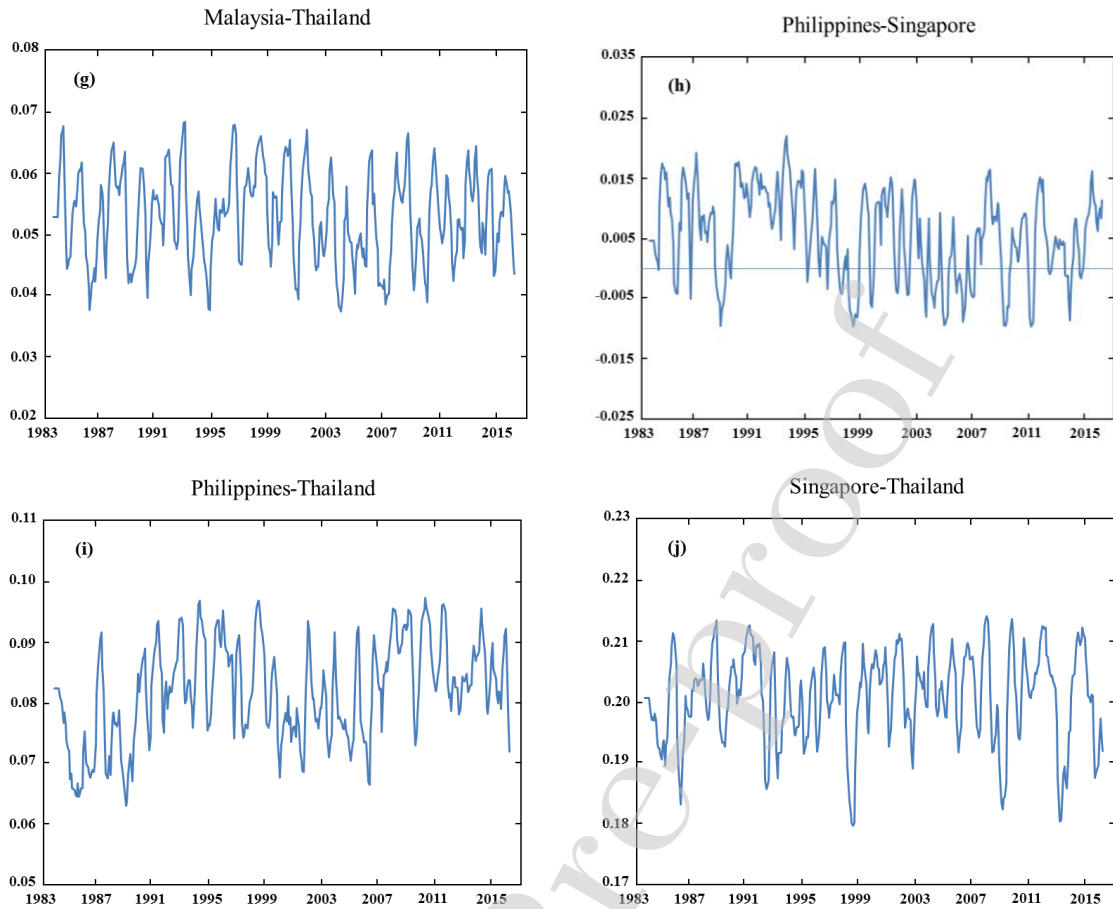 Malaysia-Thailand
(g)
0.08
0.07
0.06
0.05
0.04
0.03
0.02
1983 1987 1991 1995 1999 2003 2007 2011 2015
Philippines-Singapore
(h)
0.035
0.025
0.015
0.005
-0.005
-0.015
-0.025
1983 1987 1991 1995 1999 2003 2007 2011 2015
Philippines-Thailand
(i)
0.11
0.10
0.09
0.08
0.07
0.06
0.05
1983 1987 1991 1995 1999 2003 2007 2011 2015
Singapore-Thailand
(j)
0.23
0.22
0.21
0.20
0.19
0.18
0.17
1983 1987 1991 1995 1999 2003 2007 2011 2015
Pre-proof